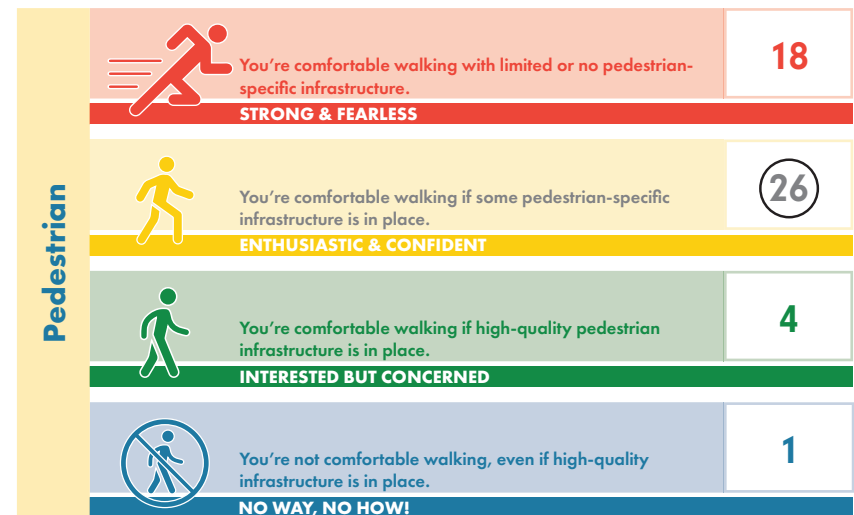 Pedestrian
You're comfortable walking with limited or no pedestrian-
specific infrastructure.
18
STRONG & FEARLESS
You're comfortable walking if some pedestrian-specific
infrastructure is in place.
26
ENTHUSIASTIC & CONFIDENT
You're comfortable walking if high-quality pedestrian
infrastructure is in place.
4
INTERESTED BUT CONCERNED
You're not comfortable walking, even if high-quality
infrastructure is in place.
1
NO WAY, NO HOW!